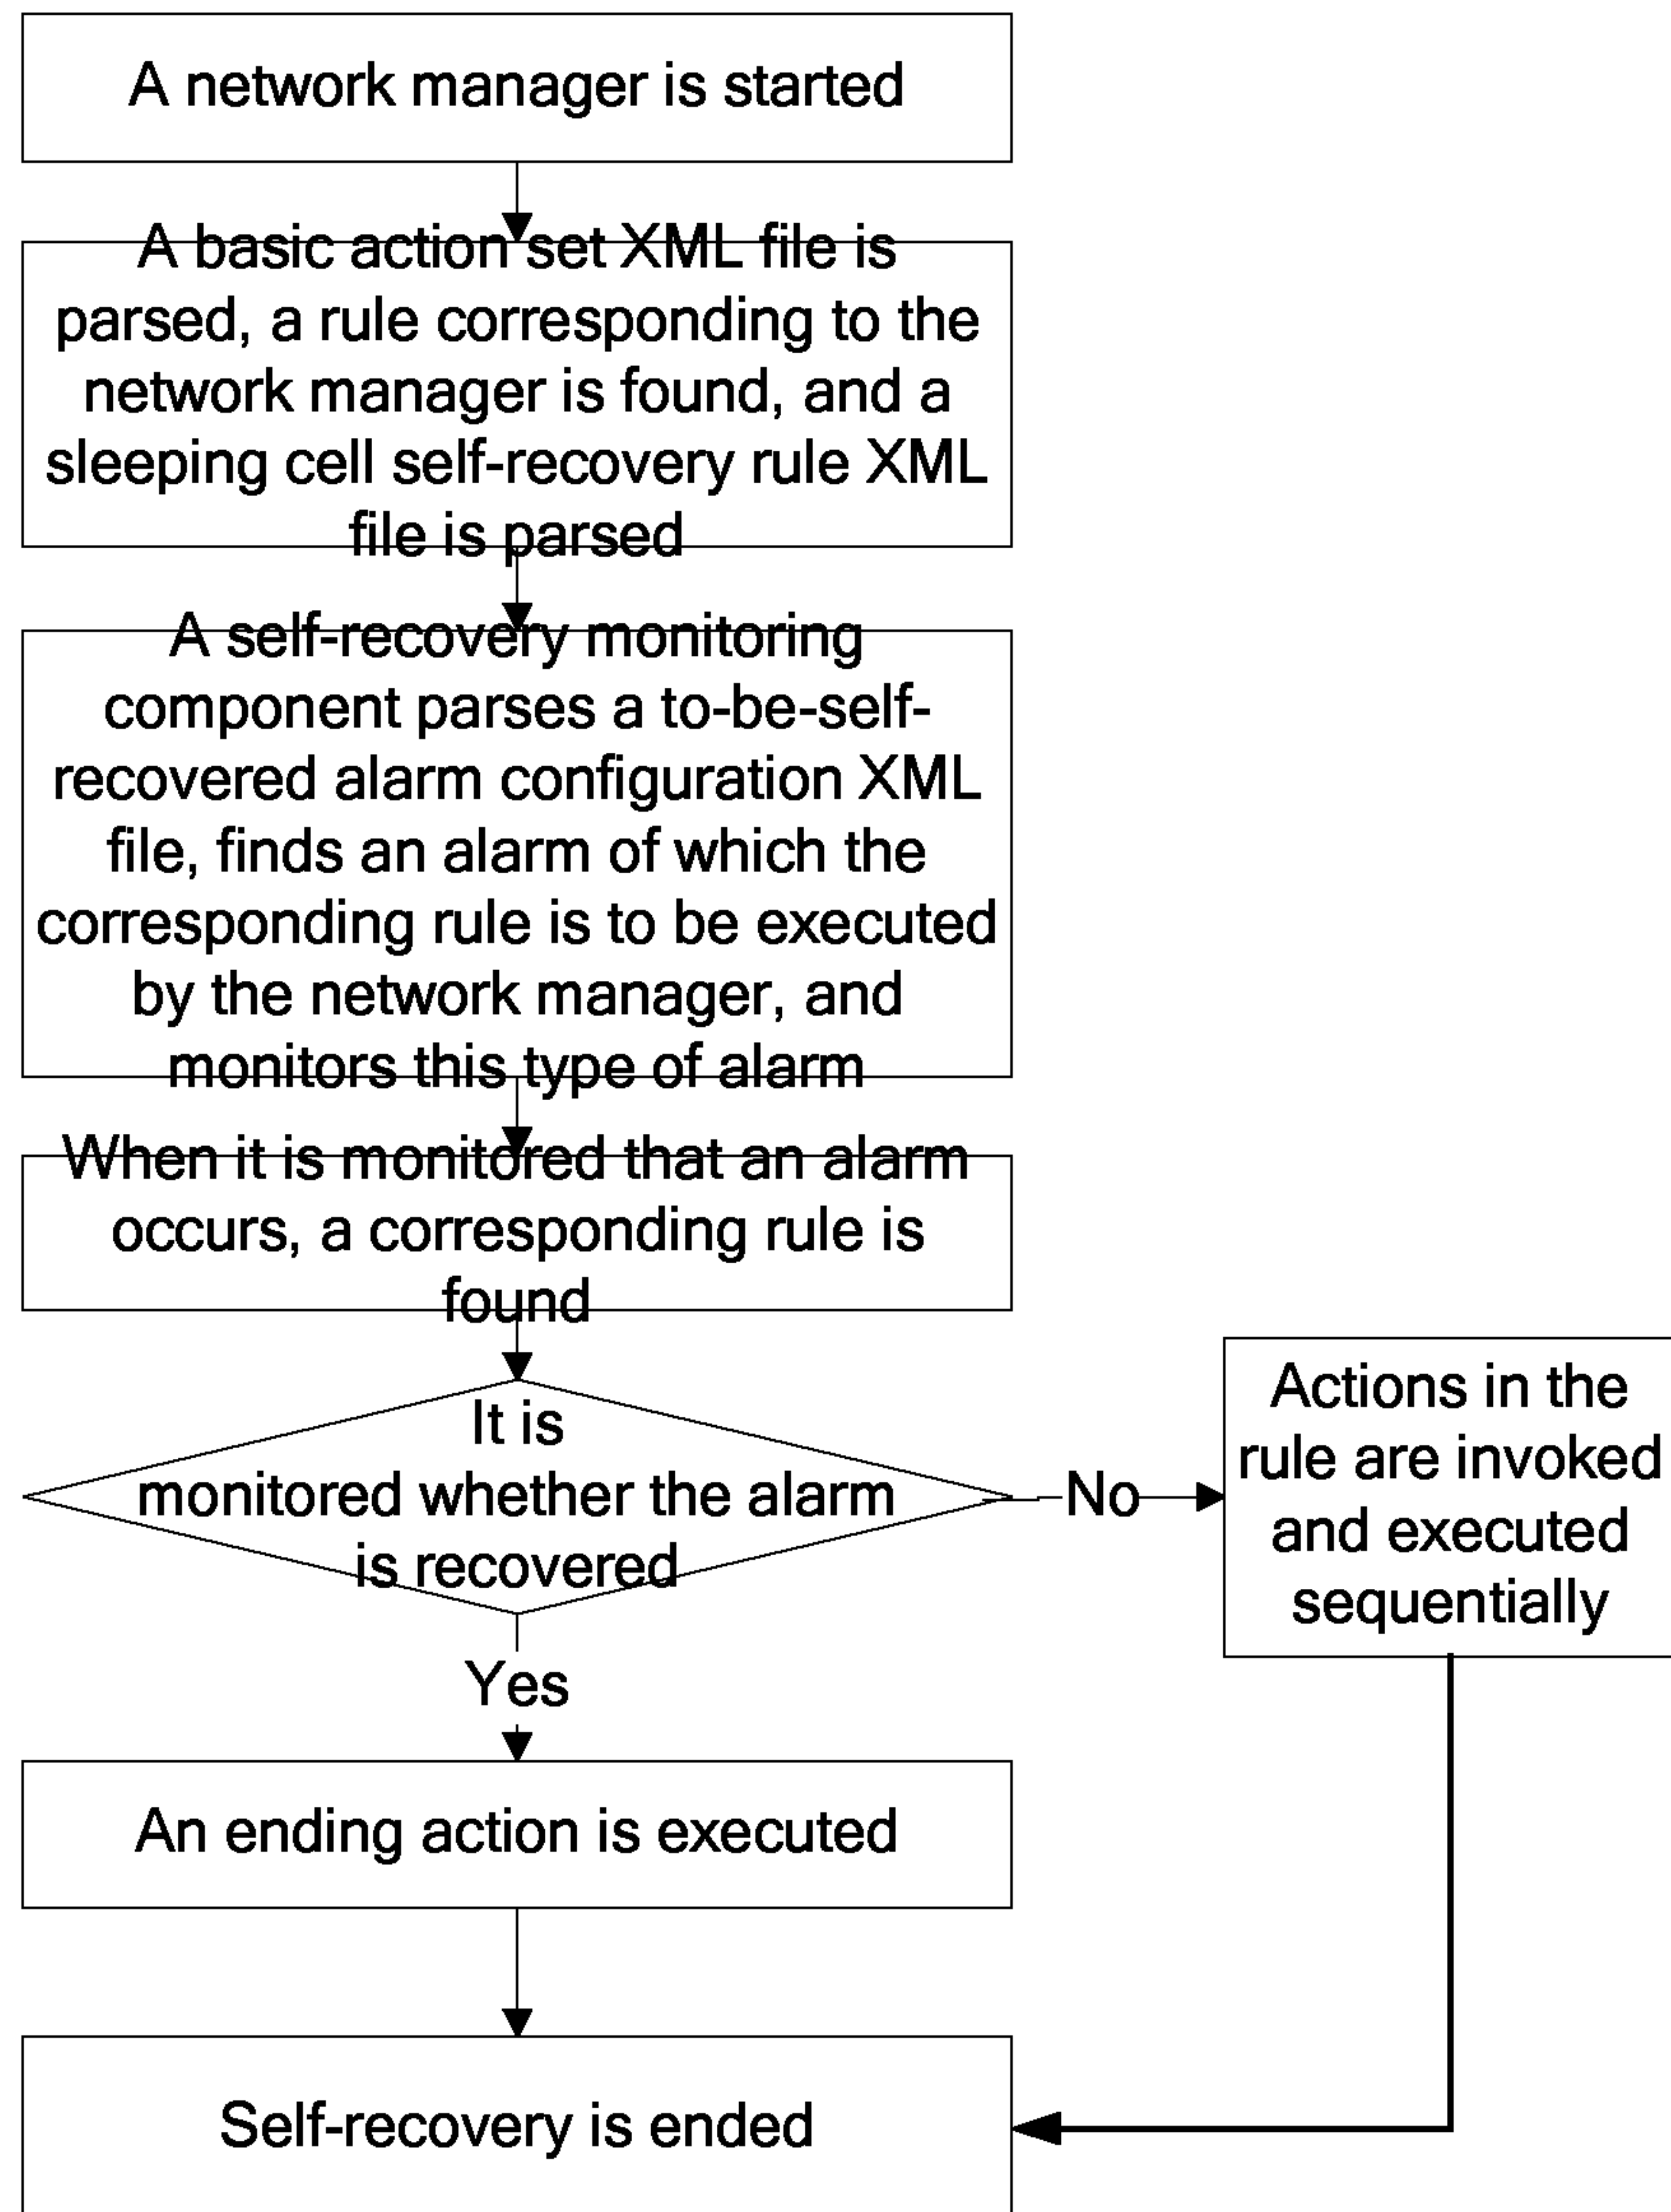 A network manager is started
A basic action set XML file is
parsed, a rule corresponding to the
network manager is found, and a
sleeping cell self-recovery rule XML
file is parsed
A self-recovery monitoring
component parses a to-be-self-
recovered alarm configuration XML
file, finds an alarm of which the
corresponding rule is to be executed
by the network manager, and
monitors this type of alarm
When it is monitored that an alarm
occurs, a corresponding rule is
found
It is
monitored whether the alarm
is recovered
No
Actions in the
rule are invoked
and executed
sequentially
Yes
An ending action is executed
Self-recovery is ended